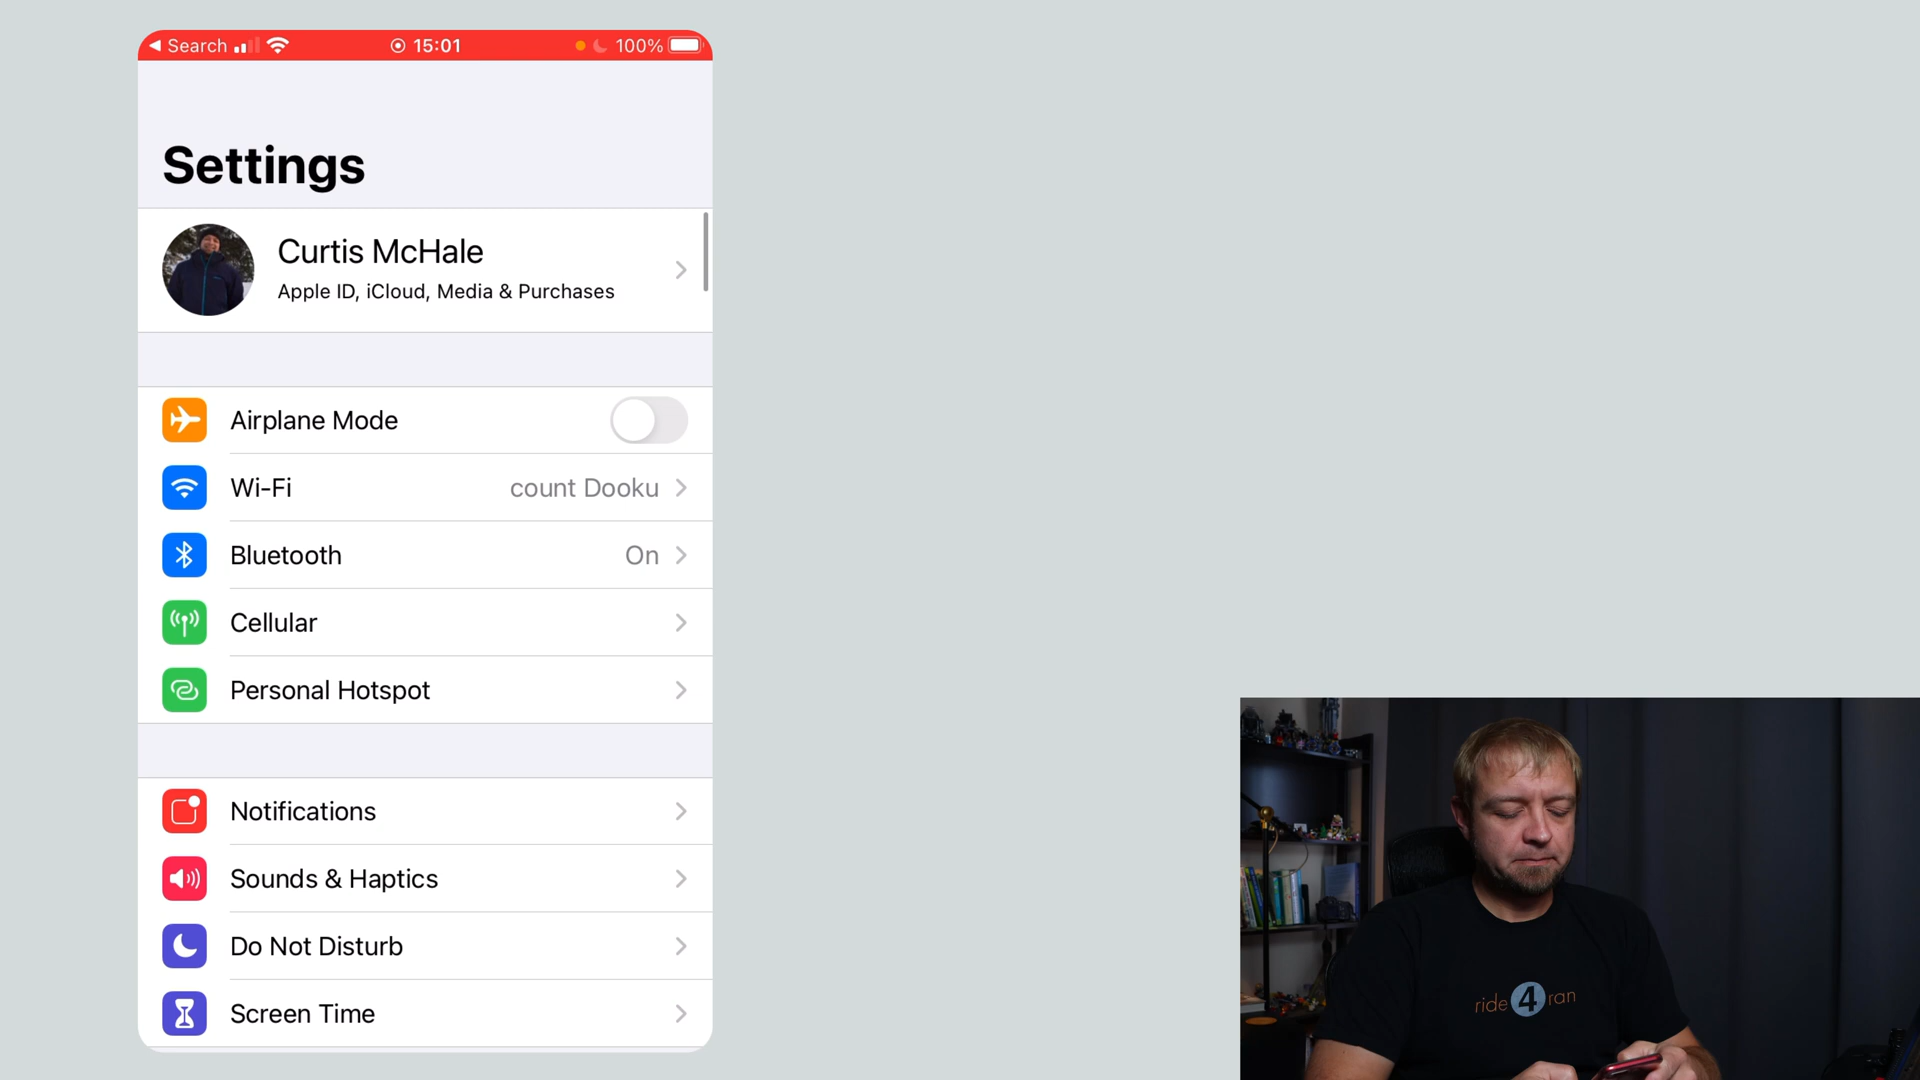 Search
15:01
100%
Settings
Curtis McHale
Apple ID, iCloud, Media & Purchases
Airplane Mode
Wi-Fi count Dooku
Bluetooth On
Cellular
Personal Hotspot
Notifications
Sounds & Haptics
Do Not Disturb
Screen Time
ride 4 ran